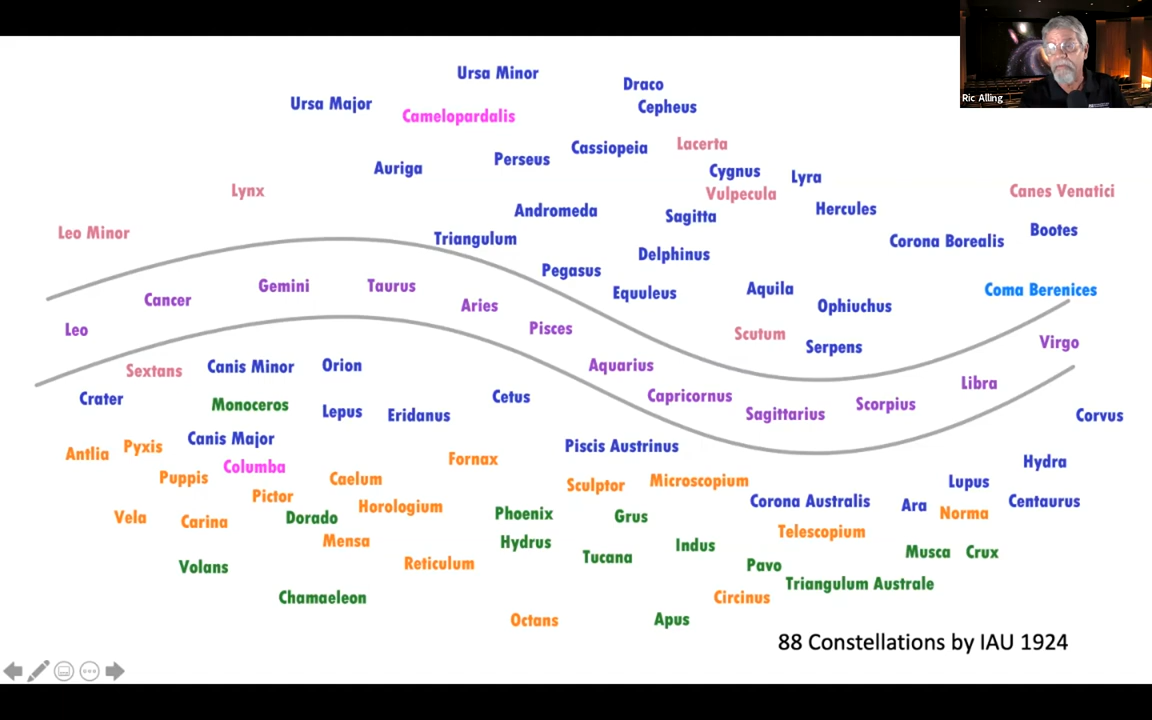 Ric Alling
Ursa Minor
Draco
Ursa Major
Cepheus
Camelopardalis
Cassiopeia
Lacerta
Perseus
Auriga
Cygnus
Lyra
Lynx
Vulpecula
Canes Venatici
Andromeda
Sagitta
Hercules
Leo Minor
Triangulum
Corona Borealis
Bootes
Delphinus
Pegasus
Cancer
Gemini
Taurus
Equuleus
Aquila
Coma Berenices
Aries
Ophiuchus
Leo
Pisces
Scutum
Serpens
Virgo
Sextans
Canis Minor
Orion
Aquarius
Libra
Crater
Monoceros
Lepus
Eridanus
Cetus
Capricornus
Sagittarius
Scorpius
Corvus
Antlia
Pyxis
Canis Major
Piscis Austrinus
Hydra
Puppis
Columba
Caelum
Fornax
Sculptor
Microscopium
Lupus
Pictor
Horologium
Corona Australis
Ara
Norma
Centaurus
Vela
Carina
Dorado
Phoenix
Grus
Telescopium
Mensa
Hydrus
Tucana
Indus
Musca
Crux
Volans
Reticulum
Pavo
Triangulum Australe
Chamaeleon
Circinus
Octans
Apus
88 Constellations by IAU 1924